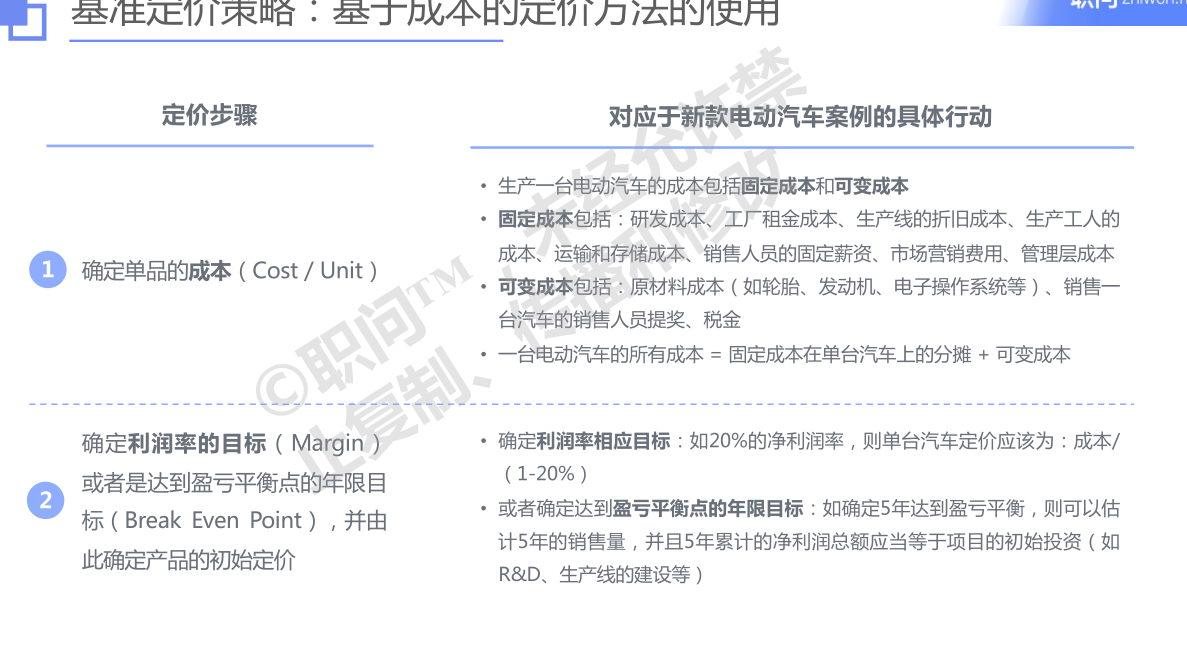 基准定价策略：基于成本的定价方法的使用
职问 zhiwen.n
定价步骤
对应于新款电动汽车案例的具体行动
1
确定单品的成本（Cost / Unit）
• 生产一台电动汽车的成本包括固定成本和可变成本
• 固定成本包括：研发成本、工厂租金成本、生产线的折旧成本、生产工人的
成本、运输和存储成本、销售人员的固定薪资、市场营销费用、管理层成本
• 可变成本包括：原材料成本（如轮胎、发动机、电子操作系统等）、销售一
台汽车的销售人员提奖、税金
• 一台电动汽车的所有成本 = 固定成本在单台汽车上的分摊 + 可变成本
2
确定利润率的目标（Margin）
或者是达到盈亏平衡点的年限目
标（Break Even Point），并由
此确定产品的初始定价
• 确定利润率相应目标：如20%的净利润率，则单台汽车定价应该为：成本/
（1-20%）
• 或者确定达到盈亏平衡点的年限目标：如确定5年达到盈亏平衡，则可以估
计5年的销售量，并且5年累计的净利润总额应当等于项目的初始投资（如
R&D、生产线的建设等）
©职问™，未经允许禁
止复制、传播和修改